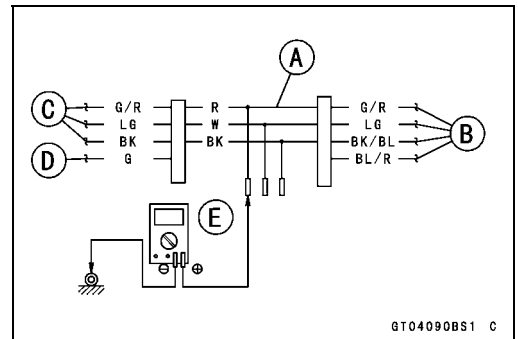 A
G/R R G/R
C LG W LG B
BK BK BK/BL
D G BL/R
E
⊖ ⊕
GT04090BS1 C